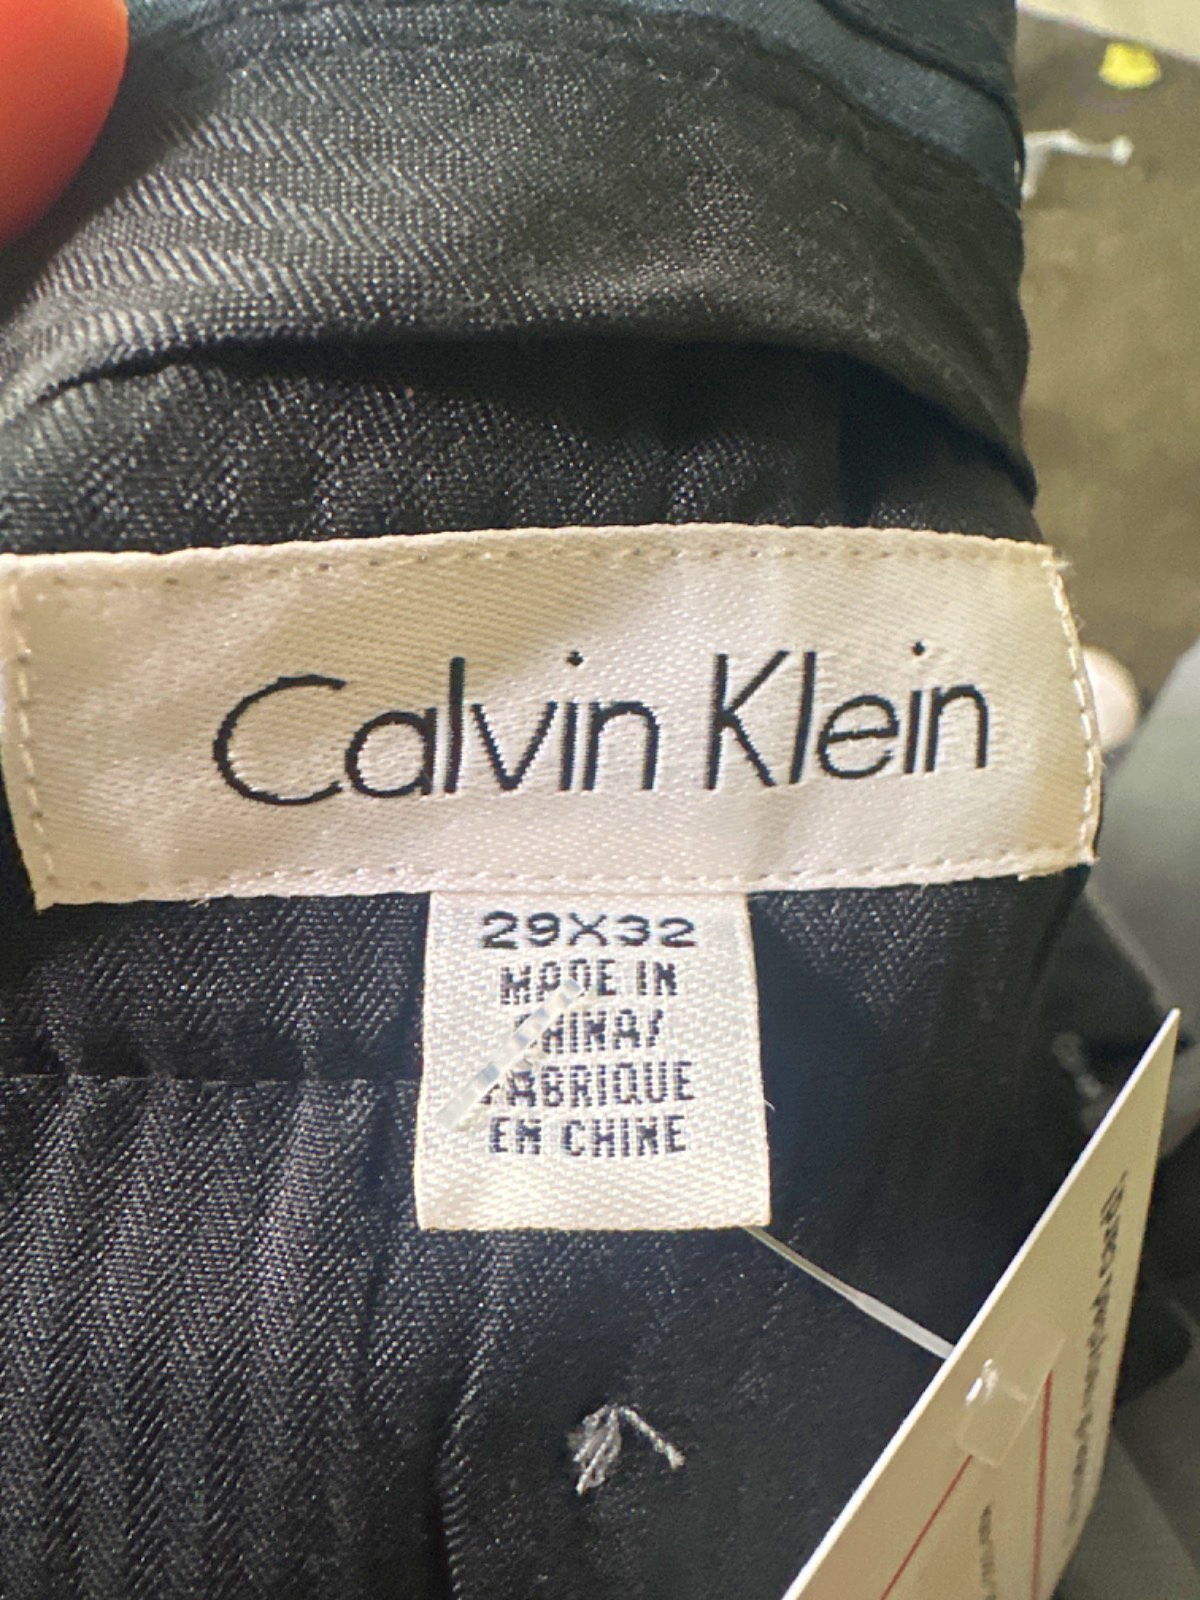 Calvin Klein
29X32
MADE IN
CHINA/
FABRIQUE
EN CHINE